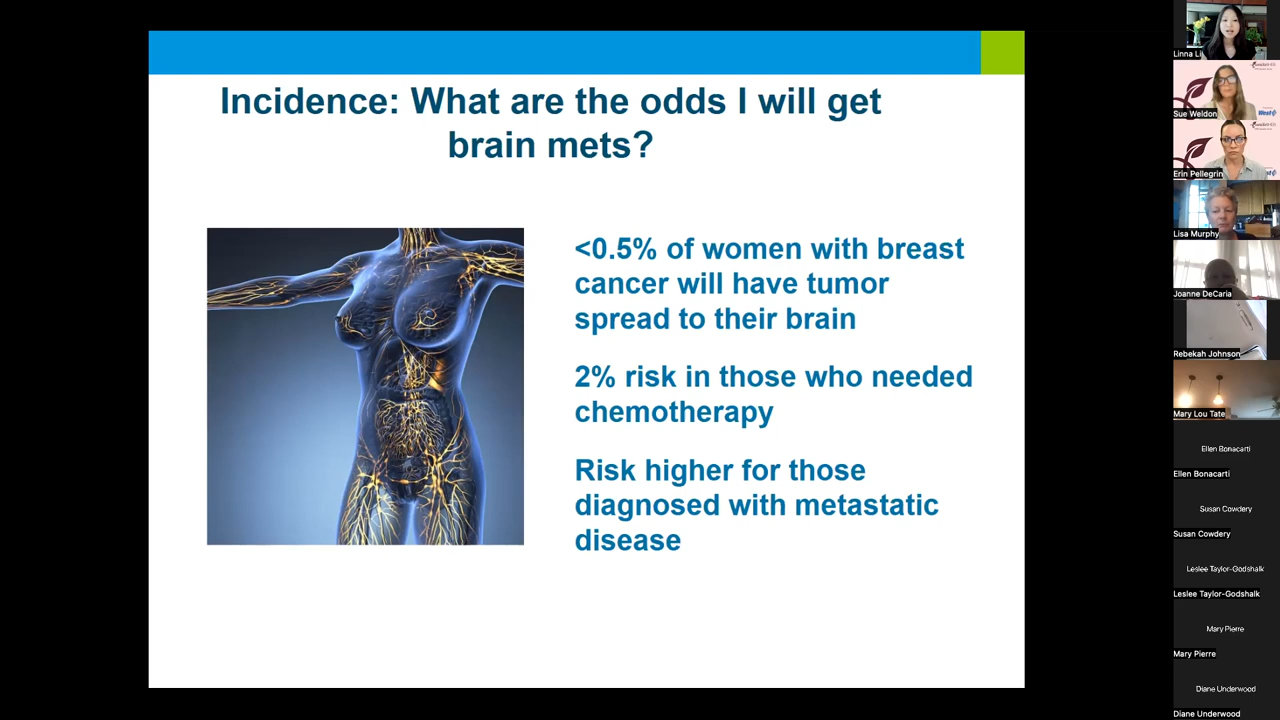 Incidence: What are the odds I will get
brain mets?
<0.5% of women with breast
cancer will have tumor
spread to their brain
2% risk in those who needed
chemotherapy
Risk higher for those
diagnosed with metastatic
disease
Linna Li
Sue Weldon
Erin Pellegrin
Lisa Murphy
Joanne DeCaria
Rebekah Johnson
Mary Lou Tate
Ellen Bonacarti
Ellen Bonacarti
Susan Cowdery
Susan Cowdery
Leslee Taylor-Godshalk
Leslee Taylor-Godshalk
Mary Pierre
Mary Pierre
Diane Underwood
Diane Underwood